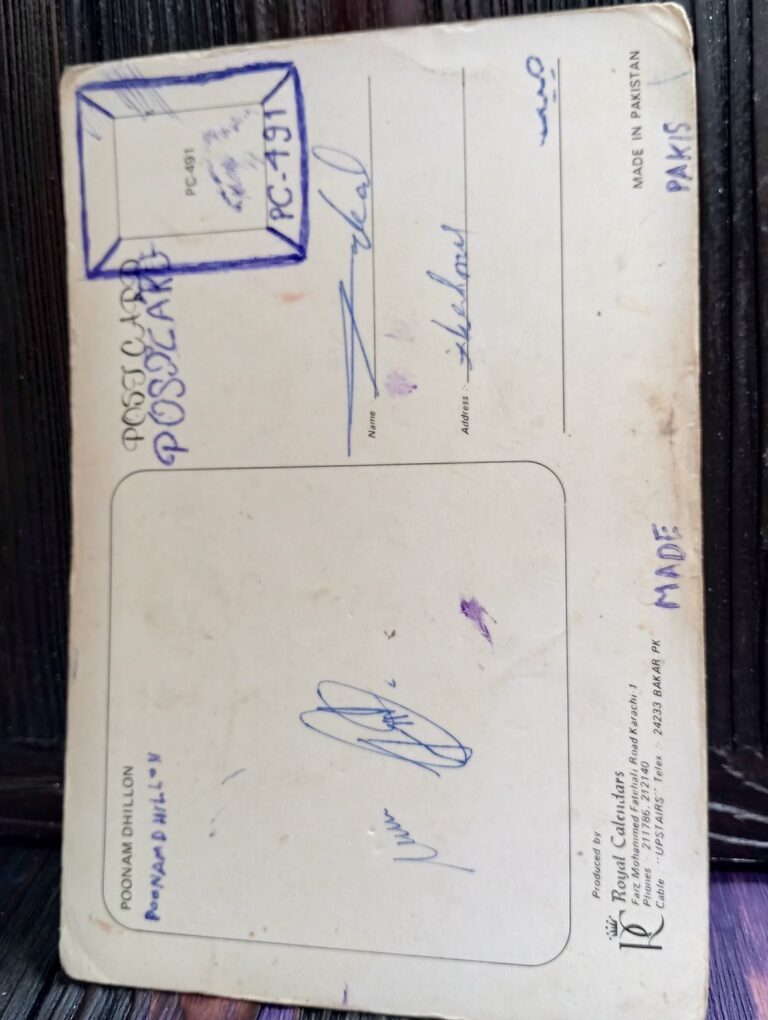 POONAM DHILLON
POONAM DHILLON
POST CARD
POSTCARD
PC-491
PC-491
Name
Address :-
Produced by
Royal Calendars
Faiz Mohammed Fatehali Road Karachi-1
Phones : 211786, 212140
Cable : "UPSTAIRS" Telex :- 24233 BAKAR PK
MADE IN PAKISTAN
MADE PAKIS